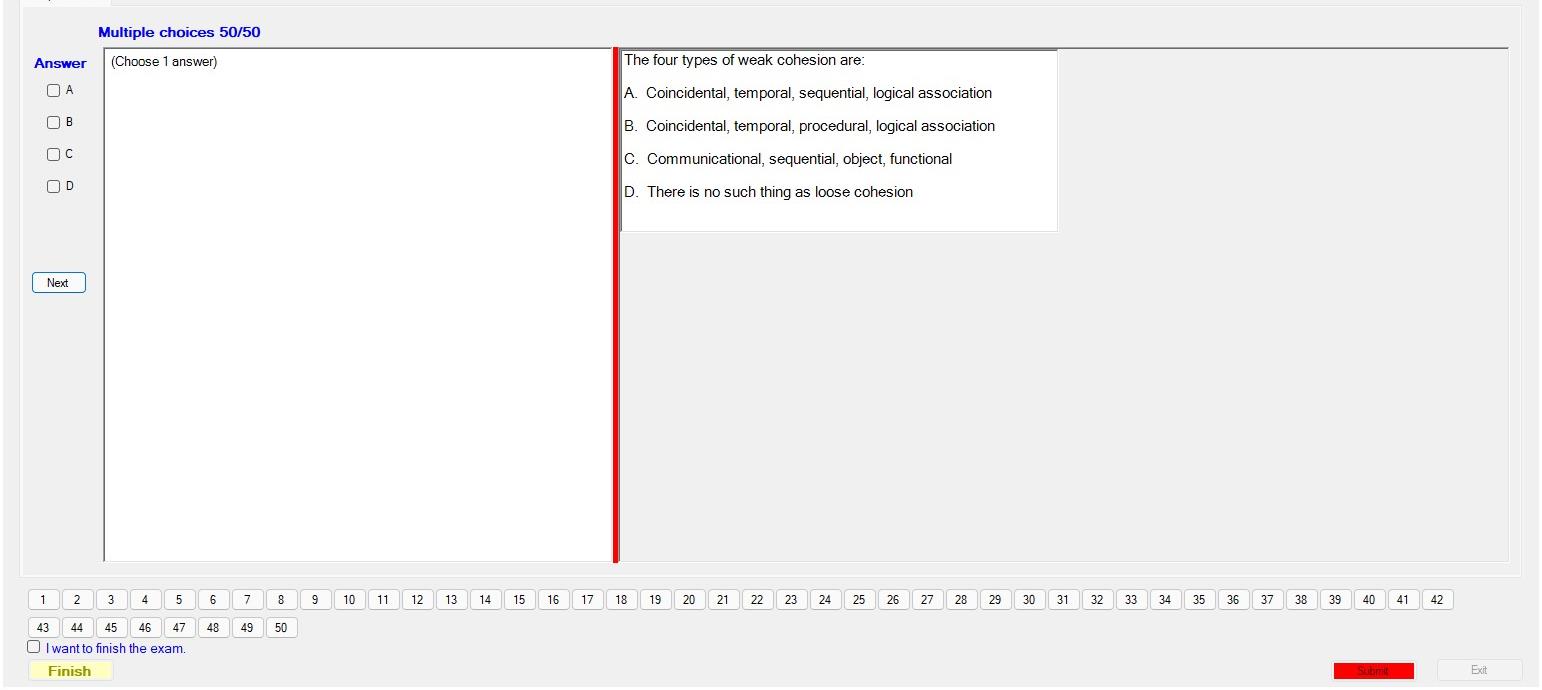 Multiple choices 50/50
Answer
(Choose 1 answer)
A
B
C
D
Next
The four types of weak cohesion are:
A. Coincidental, temporal, sequential, logical association
B. Coincidental, temporal, procedural, logical association
C. Communicational, sequential, object, functional
D. There is no such thing as loose cohesion
1 2 3 4 5 6 7 8 9 10 11 12 13 14 15 16 17 18 19 20 21 22 23 24 25 26 27 28 29 30 31 32 33 34 35 36 37 38 39 40 41 42
43 44 45 46 47 48 49 50
I want to finish the exam.
Finish
Submit
Exit